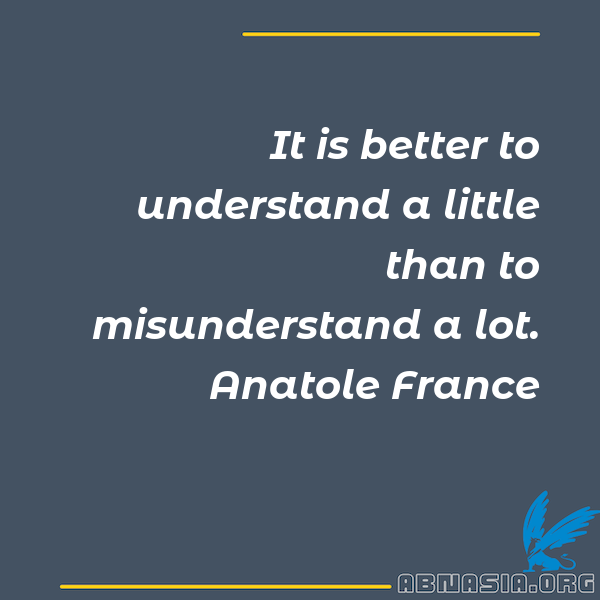 It is better to
understand a little
than to
misunderstand a lot.
Anatole France
ABNASIA.ORG